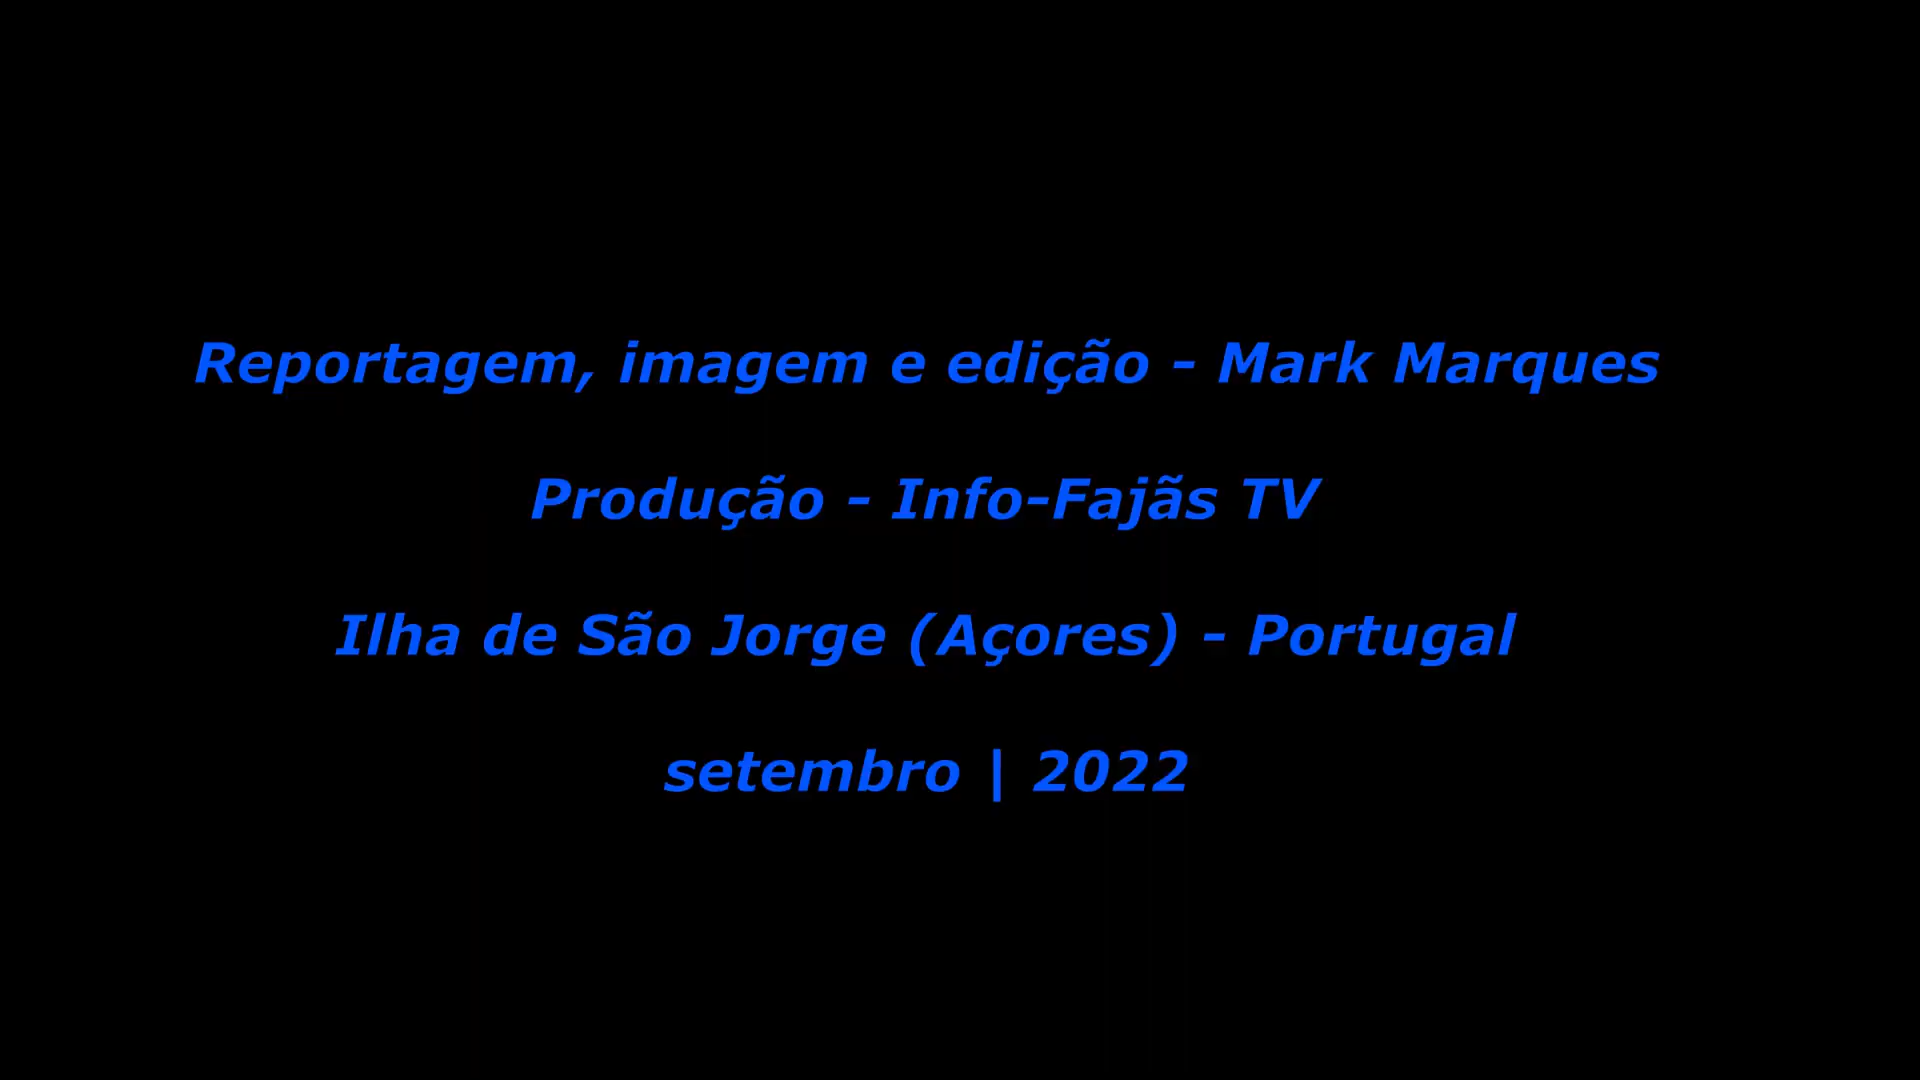 Reportagem, imagem e edição - Mark Marques
Produção - Info-Fajãs TV
Ilha de São Jorge (Açores) - Portugal
setembro | 2022